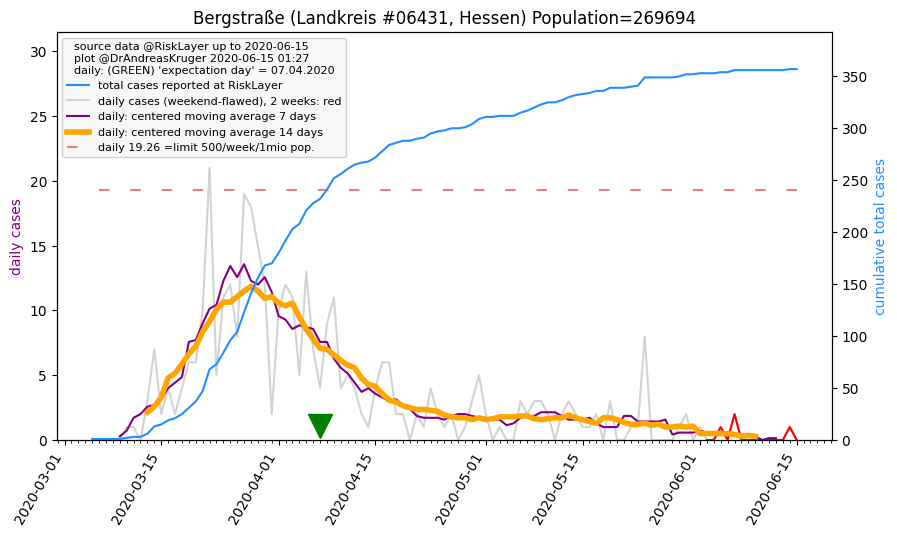 Bergstraße (Landkreis #06431, Hessen) Population=269694
source data @RiskLayer up to 2020-06-15
plot @DrAndreasKruger 2020-06-15 01:27
daily: (GREEN) 'expectation day' = 07.04.2020
total cases reported at RiskLayer
daily cases (weekend-flawed), 2 weeks: red
daily: centered moving average 7 days
daily: centered moving average 14 days
daily 19.26 =limit 500/week/1mio pop.
daily cases
30
25
20
15
10
5
0
350
300
250
200
150
100
50
0
cumulative total cases
2020-03-01
2020-03-15
2020-04-01
2020-04-15
2020-05-01
2020-05-15
2020-06-01
2020-06-15